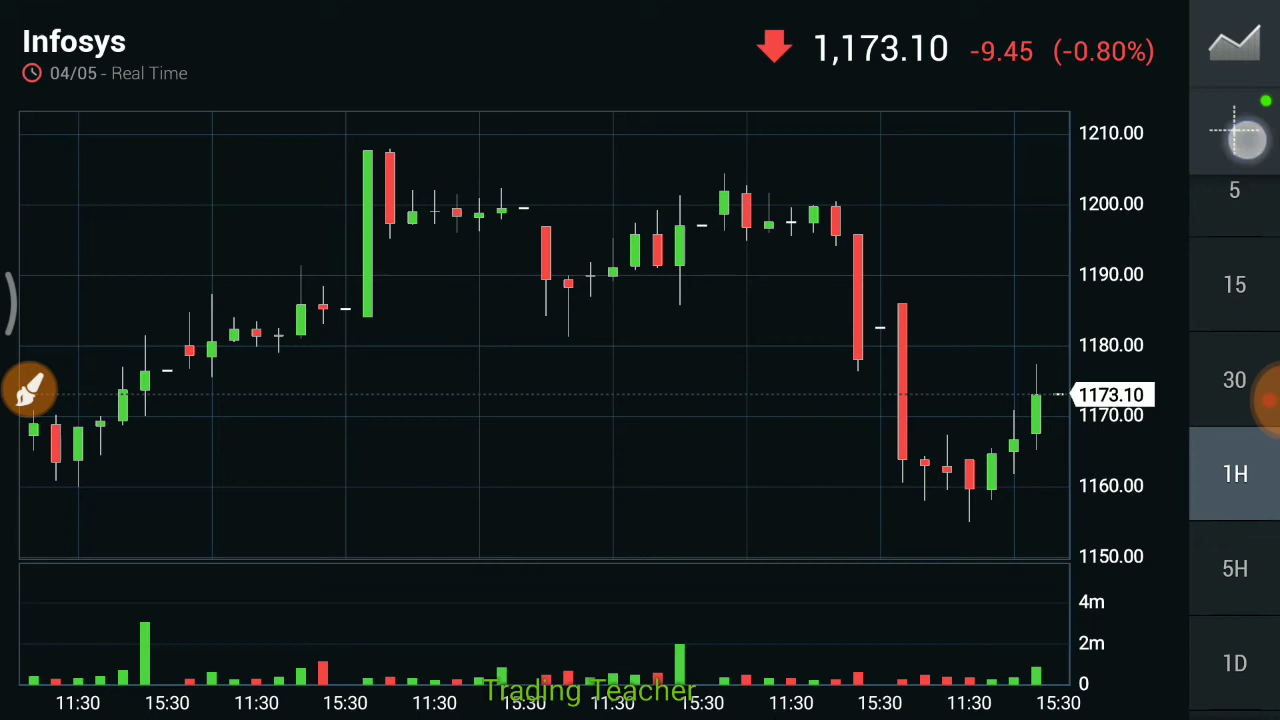 Infosys
04/05 - Real Time
1,173.10 -9.45 (-0.80%)
1210.00
1200.00
1190.00
1180.00
1173.10
1170.00
1160.00
1150.00
4m
2m
0
11:30 15:30 11:30 15:30 11:30 15:30 11:30 15:30 11:30 15:30 11:30 15:30
Trading Teacher
5
15
30
1H
5H
1D